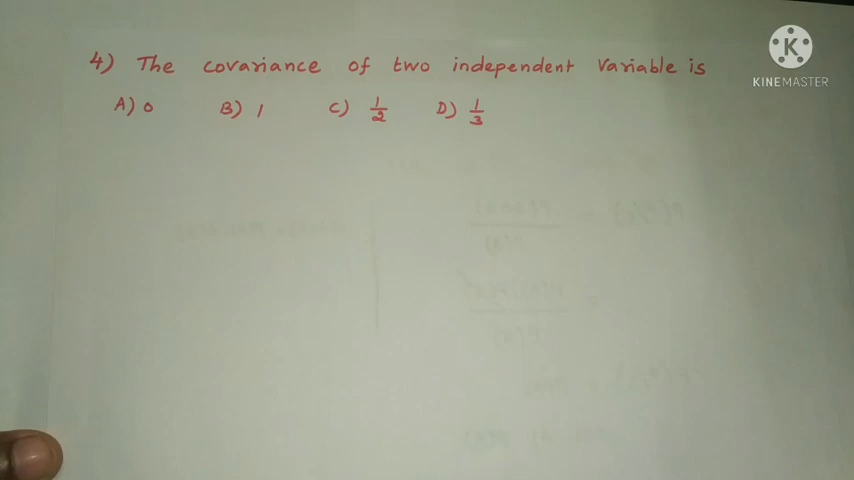 4) The covariance of two independent variable is
A) 0 B) 1 C) 1/2 D) 1/3
K
KINEMASTER